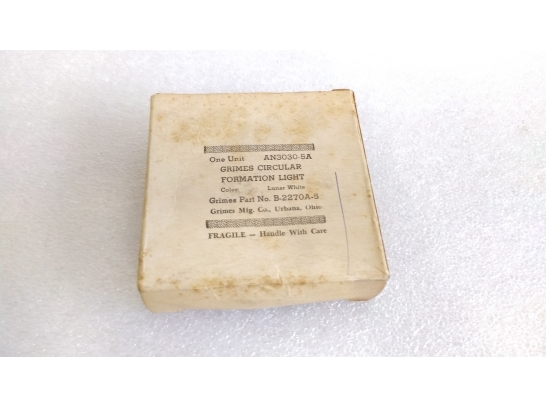 One Unit AN3030-5A
GRIMES CIRCULAR
FORMATION LIGHT
Color Lunar White
Grimes Part No. B-2270A-5
Grimes Mfg. Co., Urbana, Ohio
FRAGILE — Handle With Care